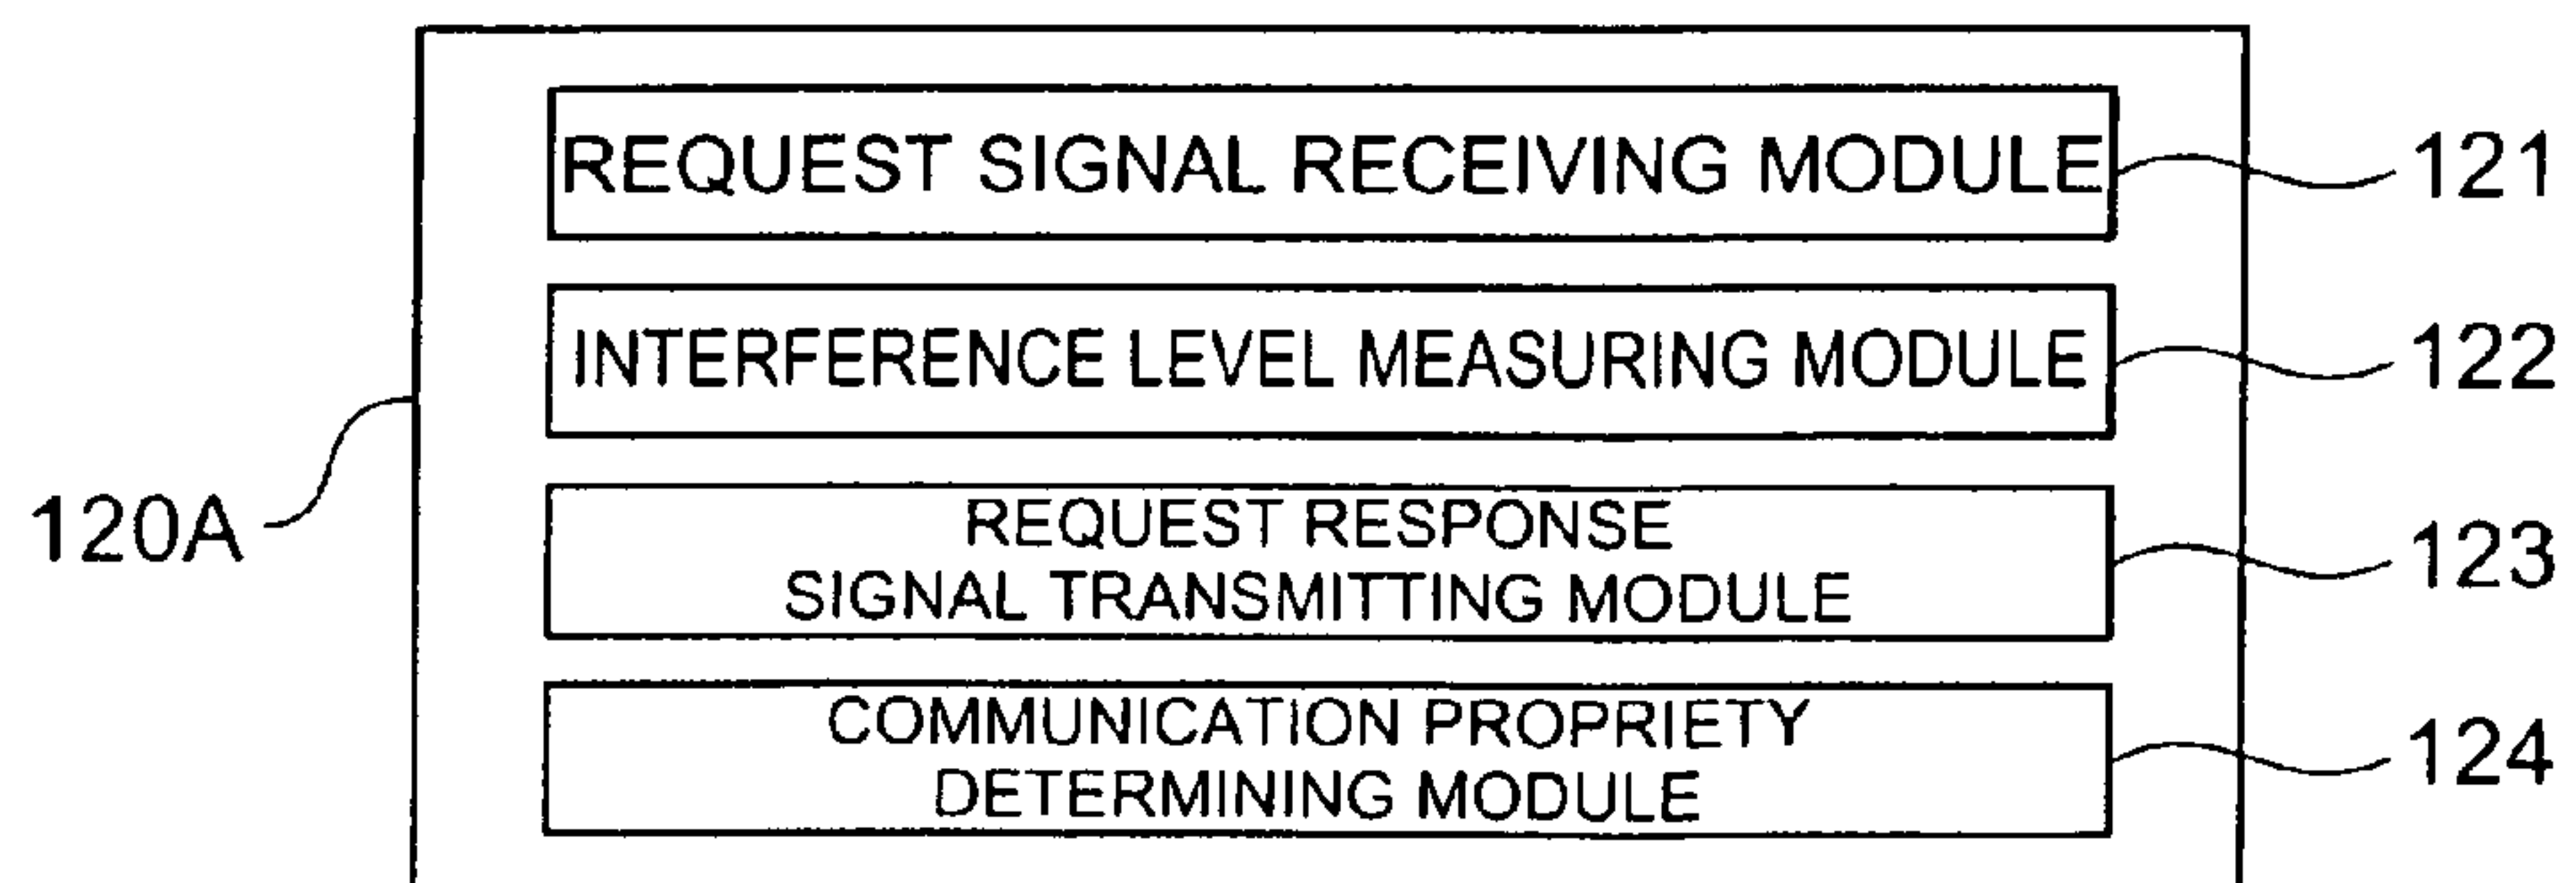 REQUEST SIGNAL RECEIVING MODULE
121
INTERFERENCE LEVEL MEASURING MODULE
122
120A
REQUEST RESPONSE
SIGNAL TRANSMITTING MODULE
123
COMMUNICATION PROPRIETY
DETERMINING MODULE
124